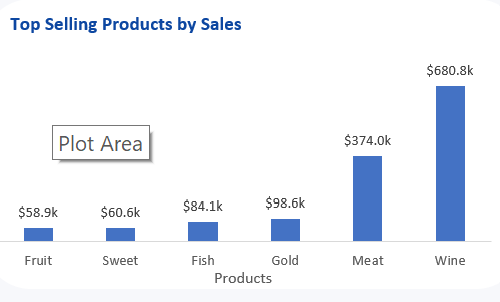 Top Selling Products by Sales
$680.8k
$374.0k
Plot Area
$58.9k $60.6k $84.1k $98.6k
Fruit Sweet Fish Gold Meat Wine
Products